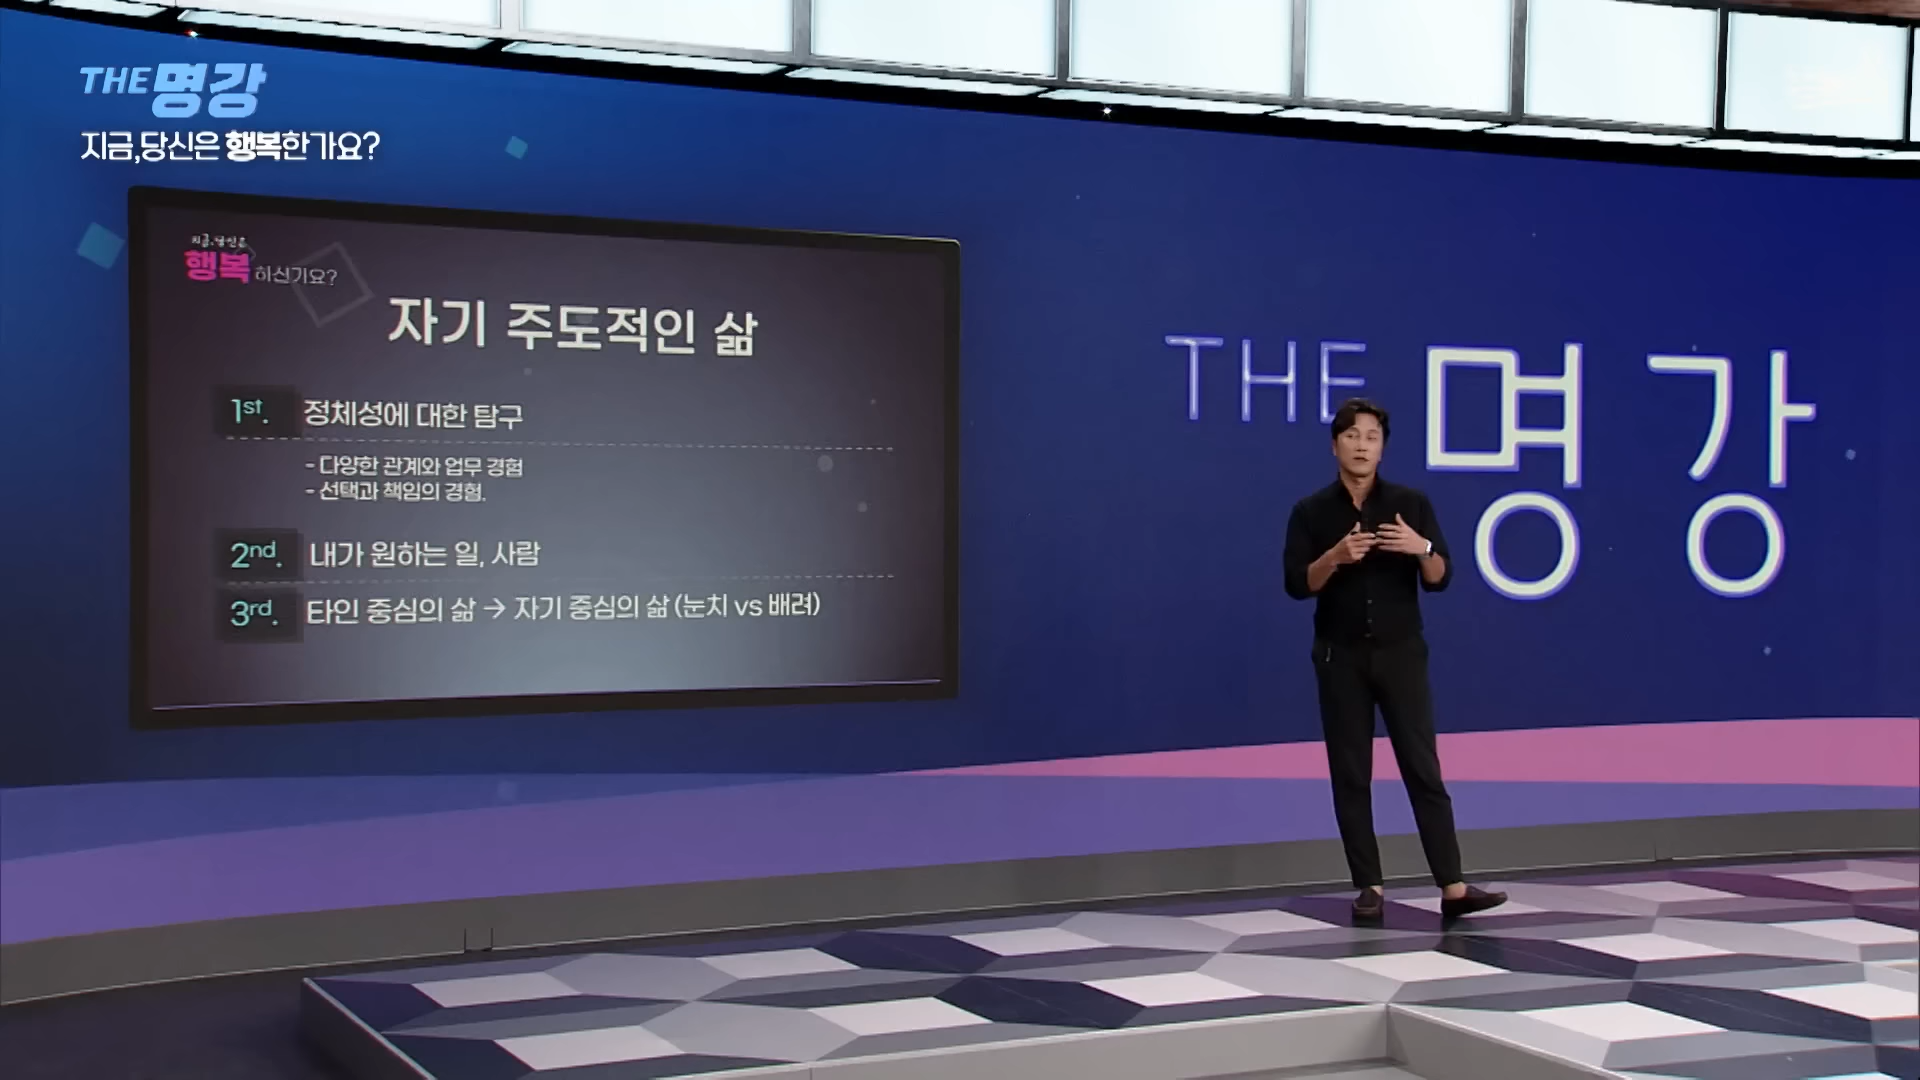 THE명강
지금,당신은 행복한가요?
지금,당신은
행복 하신가요?
자기 주도적인 삶
1st. 정체성에 대한 탐구
- 다양한 관계와 업무 경험
- 선택과 책임의 경험.
2nd. 내가 원하는 일, 사람
3rd. 타인 중심의 삶 → 자기 중심의 삶 (눈치 vs 배려)
THE 명강